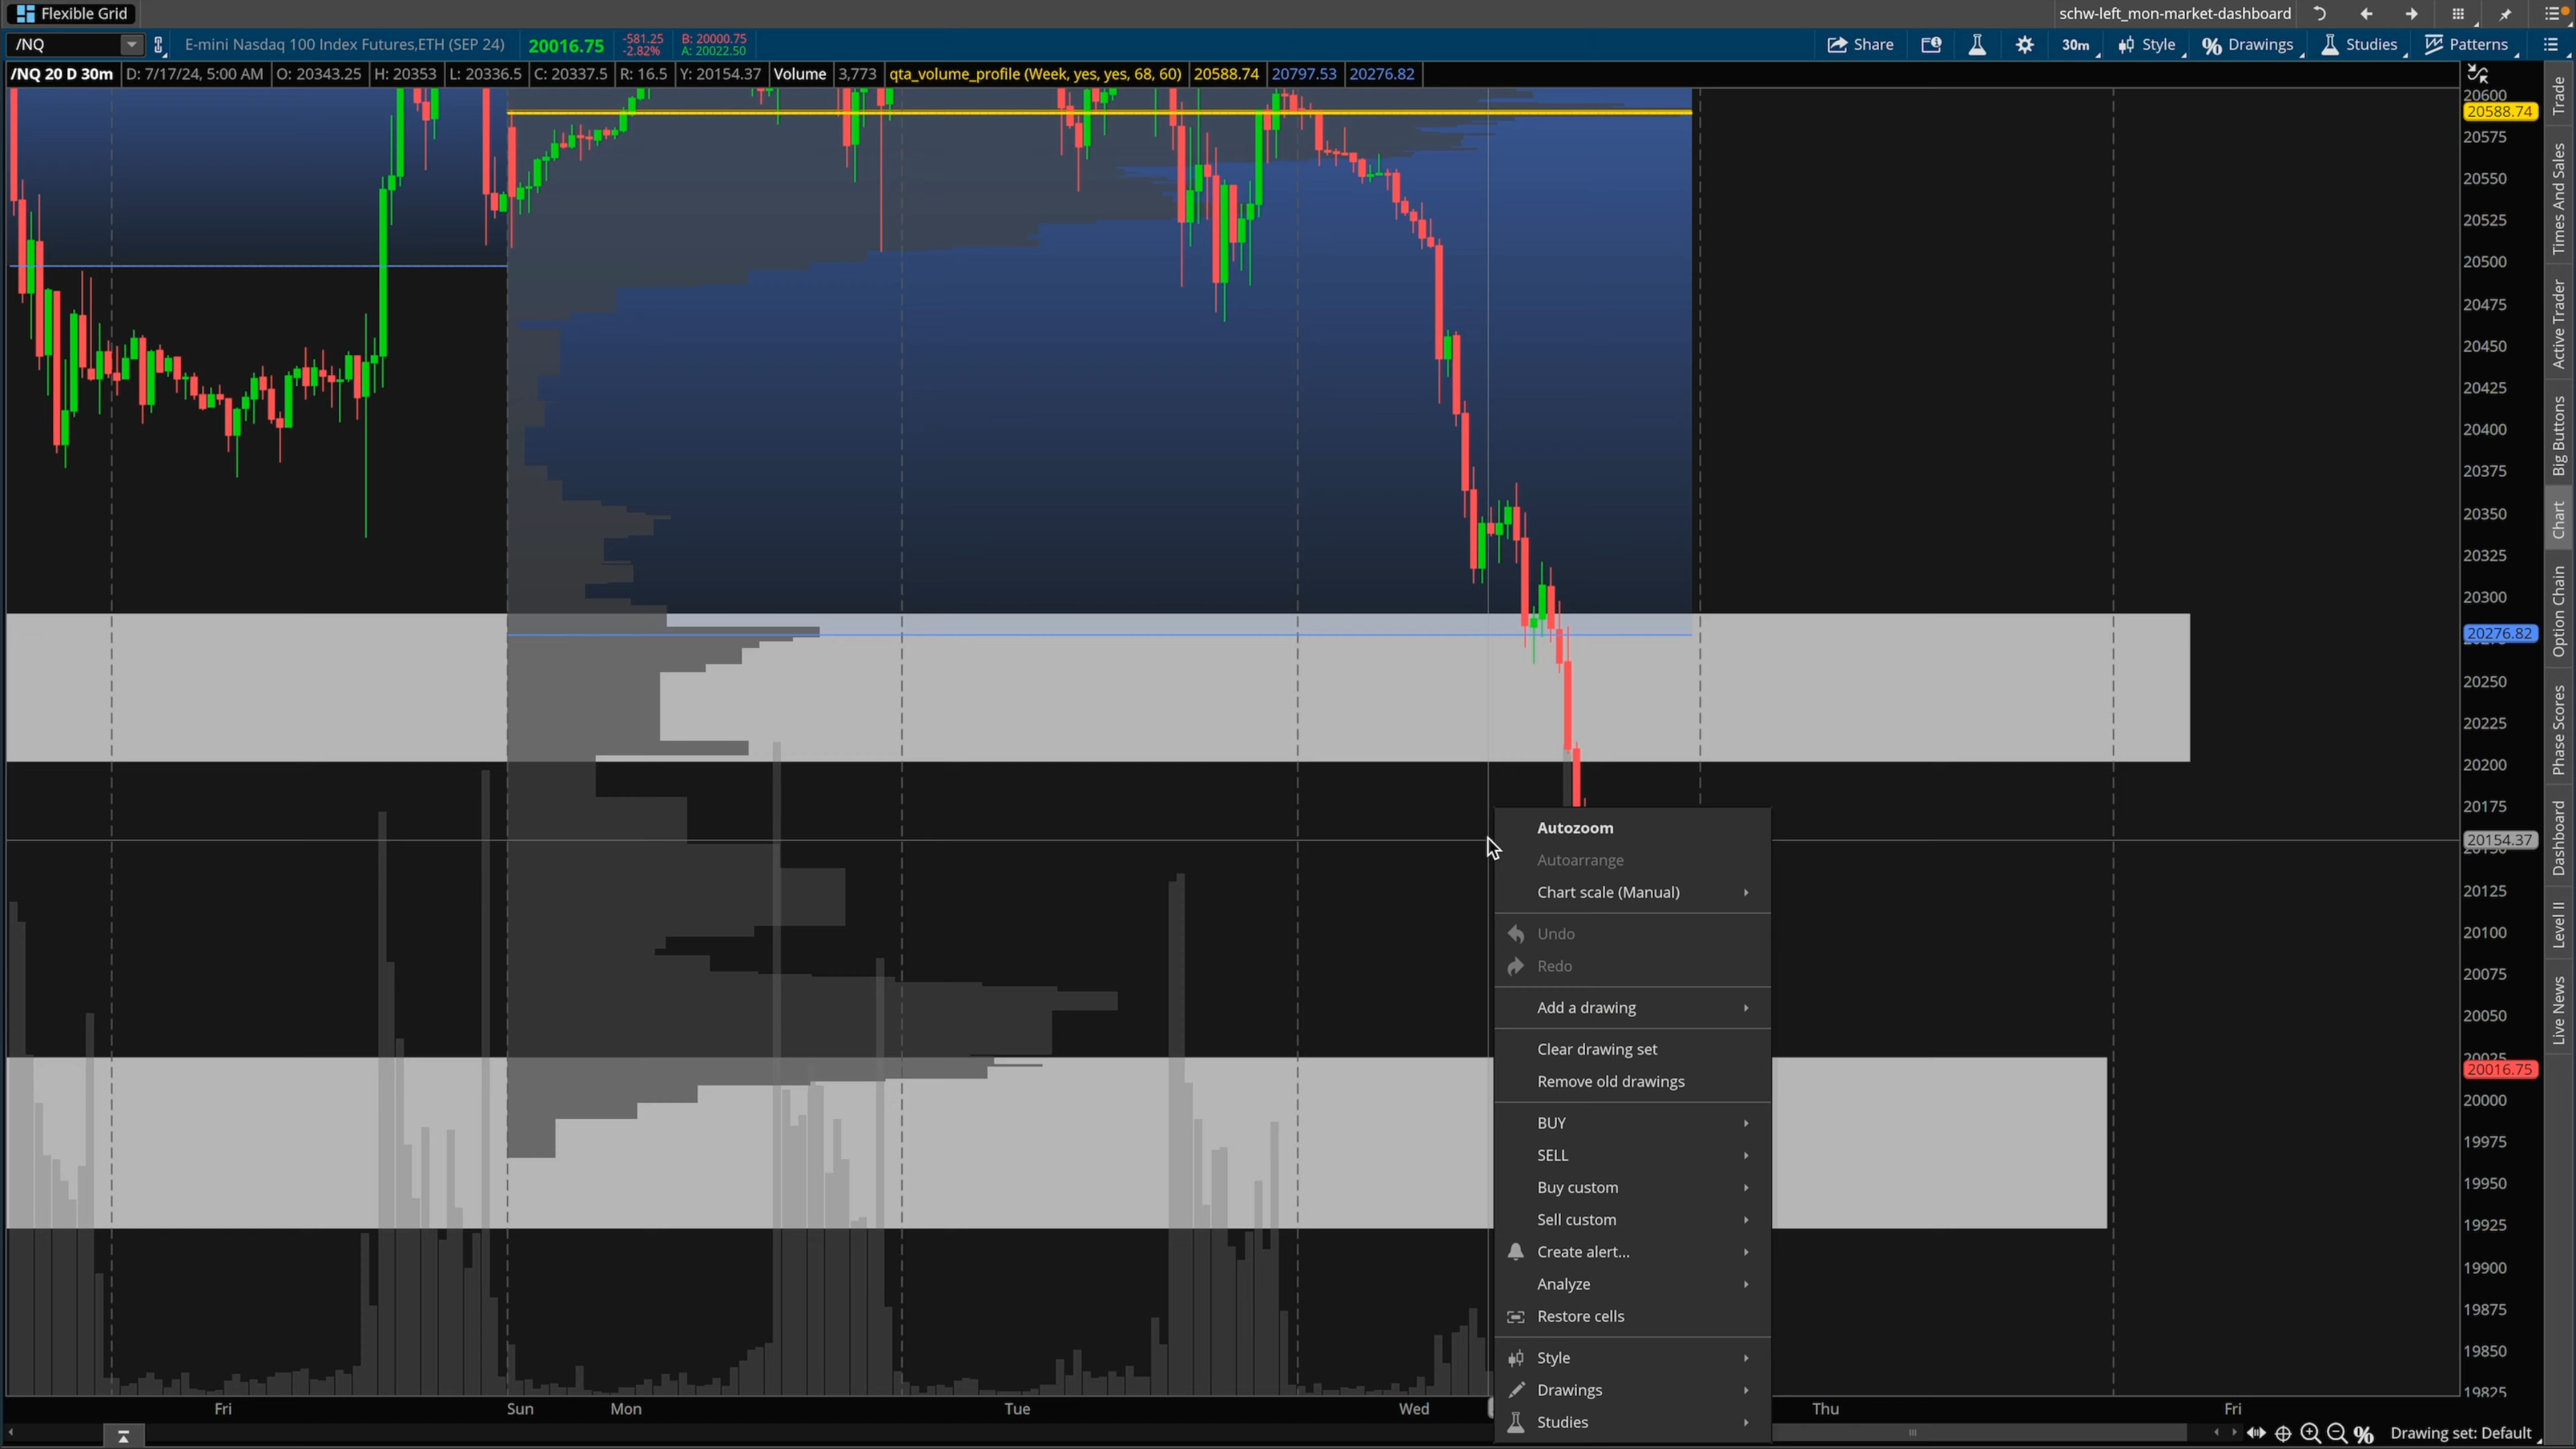 Flexible Grid
schw-left_mon-market-dashboard
/NQ
E-mini Nasdaq 100 Index Futures,ETH (SEP 24)
20016.75
-581.25
-2.82%
B: 20000.75
A: 20022.50
Share
30m
Style
Drawings
Studies
Patterns
/NQ 20 D 30m
D: 7/17/24, 5:00 AM
O: 20343.25
H: 20353
L: 20336.5
C: 20337.5
R: 16.5
Y: 20154.37
Volume
3,773
qta_volume_profile (Week, yes, yes, 68, 60)
20588.74
20797.53
20276.82
20600
20588.74
20575
20550
20525
20500
20475
20450
20425
20400
20375
20350
20325
20300
20276.82
20250
20225
20200
20175
20154.37
20125
20100
20075
20050
20025
20016.75
20000
19975
19950
19925
19900
19875
19850
19825
Trade
Times And Sales
Active Trader
Big Buttons
Chart
Option Chain
Phase Scores
Dashboard
Level II
Live News
Autozoom
Autoarrange
Chart scale (Manual)
Undo
Redo
Add a drawing
Clear drawing set
Remove old drawings
BUY
SELL
Buy custom
Sell custom
Create alert...
Analyze
Restore cells
Style
Drawings
Studies
Fri
Sun
Mon
Tue
Wed
Thu
Fri
Drawing set: Default